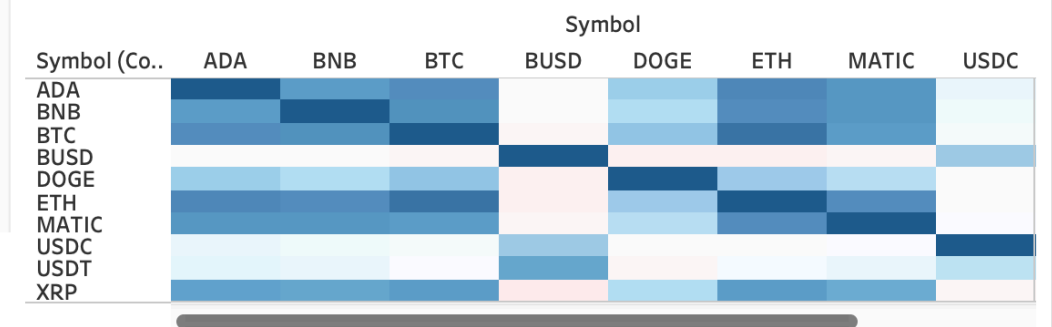 Symbol
Symbol (Co.. ADA BNB BTC BUSD DOGE ETH MATIC USDC
ADA
BNB
BTC
BUSD
DOGE
ETH
MATIC
USDC
USDT
XRP